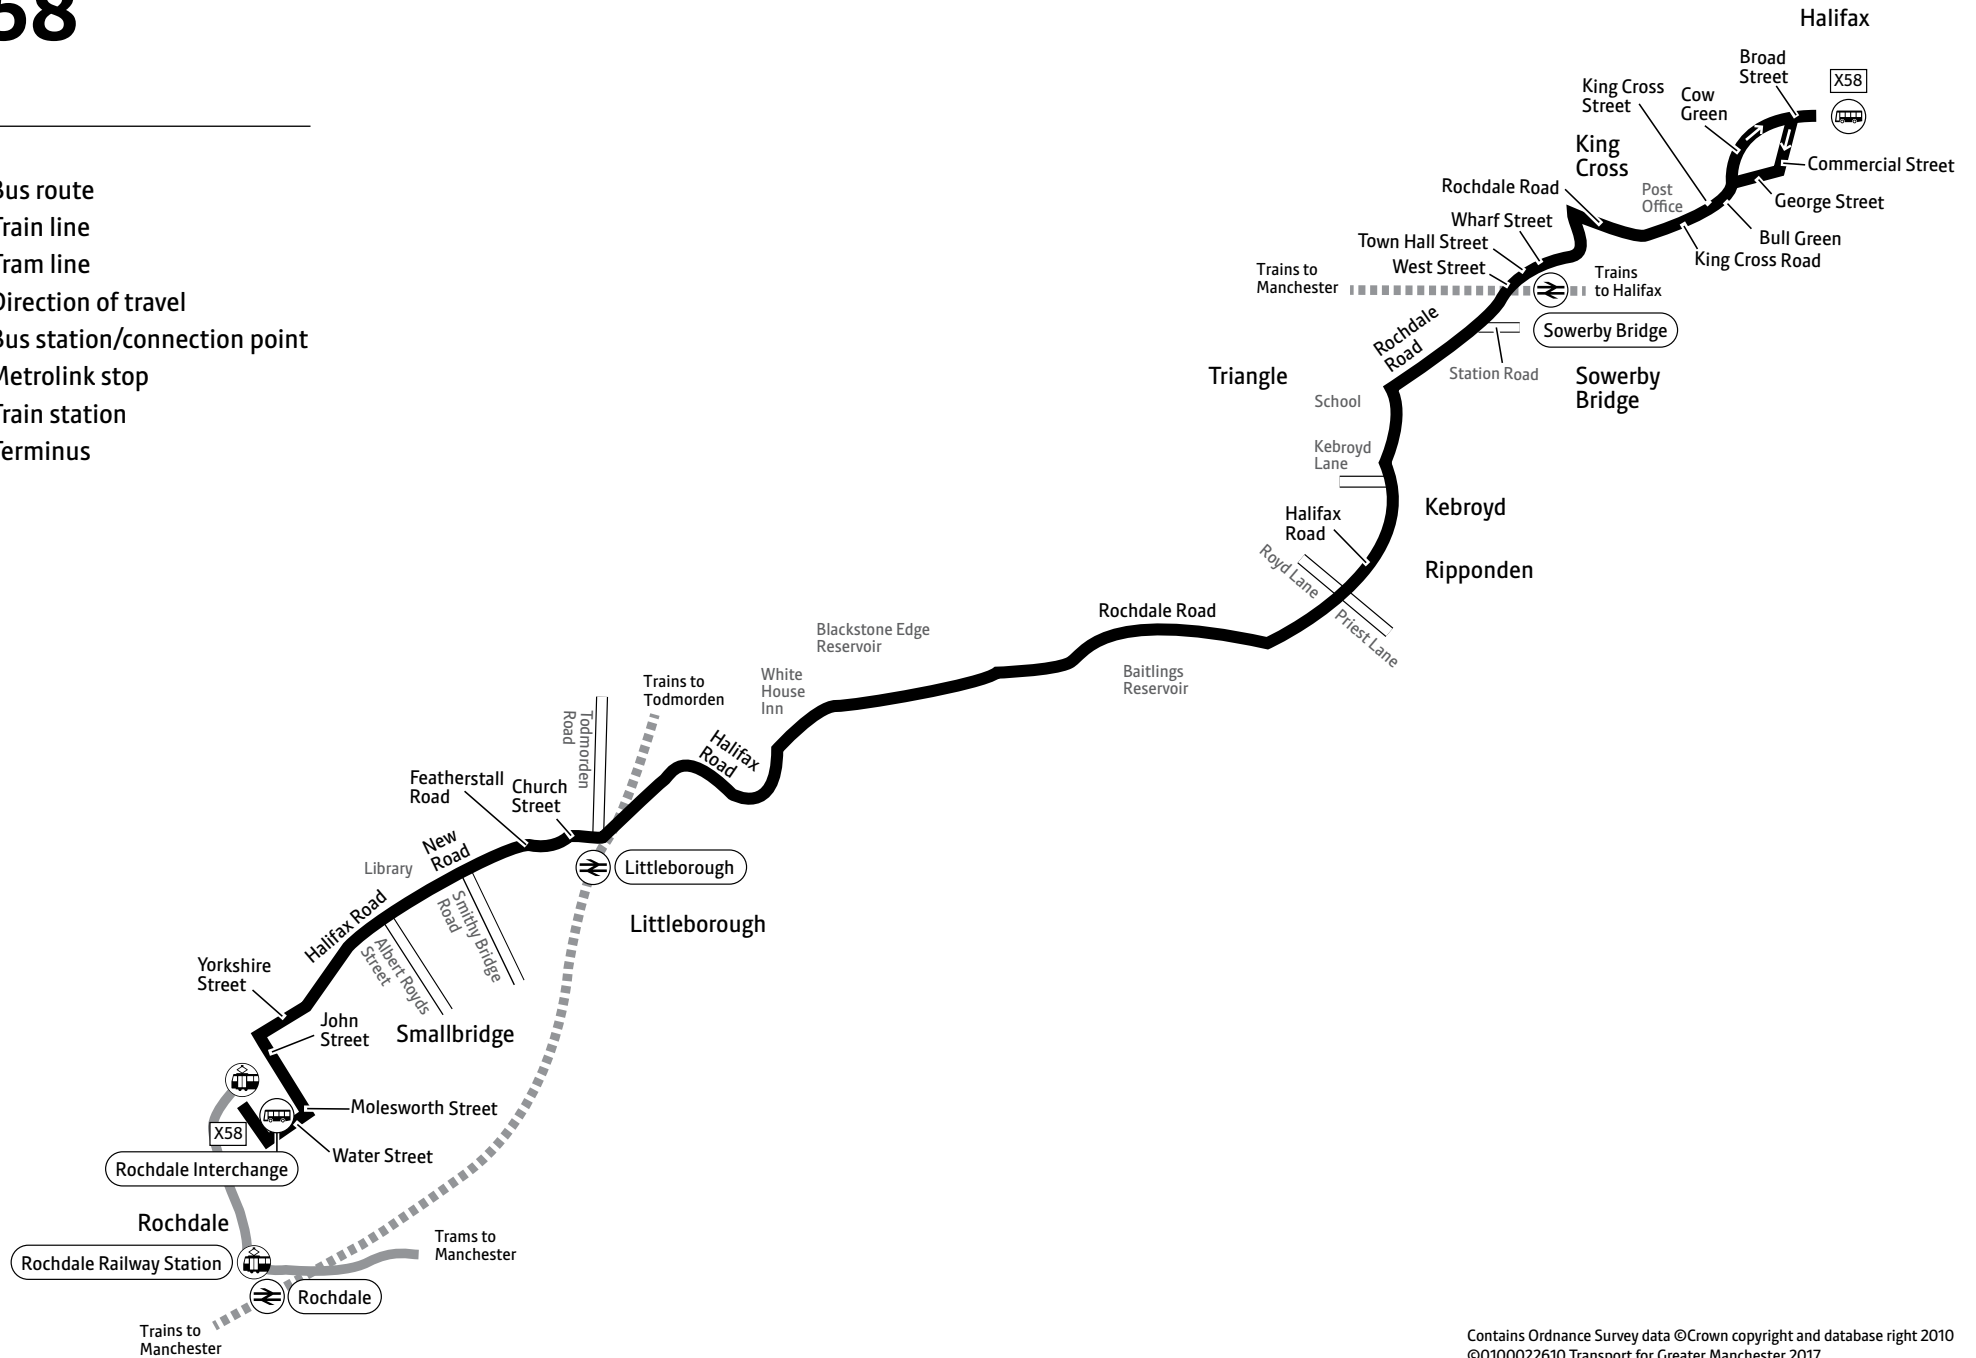 58
Bus route
Train line
Tram line
Direction of travel
Bus station/connection point
Metrolink stop
Train station
Terminus
Halifax
Broad
Street
X58
King Cross
Street
Cow
Green
King
Cross
Commercial Street
Rochdale Road
Post
Office
George Street
Wharf Street
Bull Green
Town Hall Street
King Cross Road
West Street
Trains to
Manchester
Trains
to Halifax
Rochdale
Road
Sowerby Bridge
Station Road
Triangle
Sowerby
Bridge
School
Kebroyd
Lane
Kebroyd
Halifax
Road
Royd Lane
Ripponden
Priest Lane
Rochdale Road
Blackstone Edge
Reservoir
Baitlings
Reservoir
White
House
Inn
Trains to
Todmorden
Todmorden
Road
Halifax
Road
Featherstall
Road
Church
Street
New
Road
Library
Littleborough
Littleborough
Halifax Road
Smithy Bridge
Road
Albert Royds
Street
Yorkshire
Street
John
Street
Smallbridge
Molesworth Street
X58
Water Street
Rochdale Interchange
Rochdale
Trams to
Manchester
Rochdale Railway Station
Rochdale
Trains to
Manchester
Contains Ordnance Survey data ©Crown copyright and database right 2010
©0100022610 Transport for Greater Manchester 2017